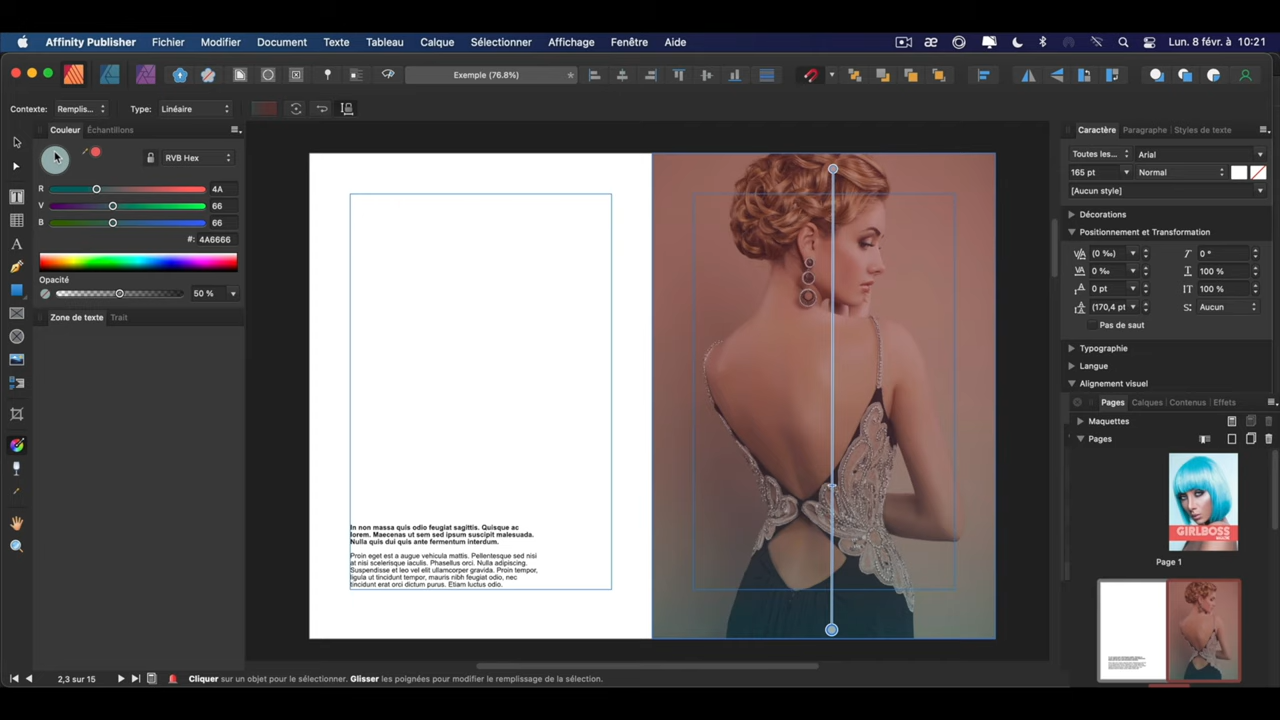 Affinity Publisher Fichier Modifier Document Texte Tableau Calque Sélectionner Affichage Fenêtre Aide Lun. 8 févr. à 10:21
Exemple (76.8%)
Contexte: Remplis... Type: Linéaire
Couleur Échantillons
RVB Hex
R 4A
V 66
B 66
#: 4A6666
Opacité
50 %
Zone de texte Trait
In non massa quis odio feugiat sagittis. Quisque ac
lorem. Maecenas ut sem sed ipsum suscipit malesuada.
Nulla quis dui quis ante fermentum interdum.
Proin eget est a augue vehicula mattis. Pellentesque sed nisi
at nisi scelerisque iaculis. Phasellus orci. Nulla adipiscing.
Suspendisse et leo vel elit ullamcorper gravida. Proin tempor,
ligula ut tincidunt tempor, mauris nibh feugiat odio, nec
tincidunt erat orci dictum purus. Etiam luctus odio.
Caractère Paragraphe Styles de texte
Toutes les... Arial
165 pt Normal
[Aucun style]
Décorations
Positionnement et Transformation
(0 ‰) 0 °
0 ‰ 100 %
0 pt 100 %
(170,4 pt Aucun
Pas de saut
Typographie
Langue
Alignement visuel
Pages Calques Contenus Effets
Maquettes
Pages
GIRLBOSS
Page 1
2,3 sur 15
Cliquer sur un objet pour le sélectionner. Glisser les poignées pour modifier le remplissage de la sélection.